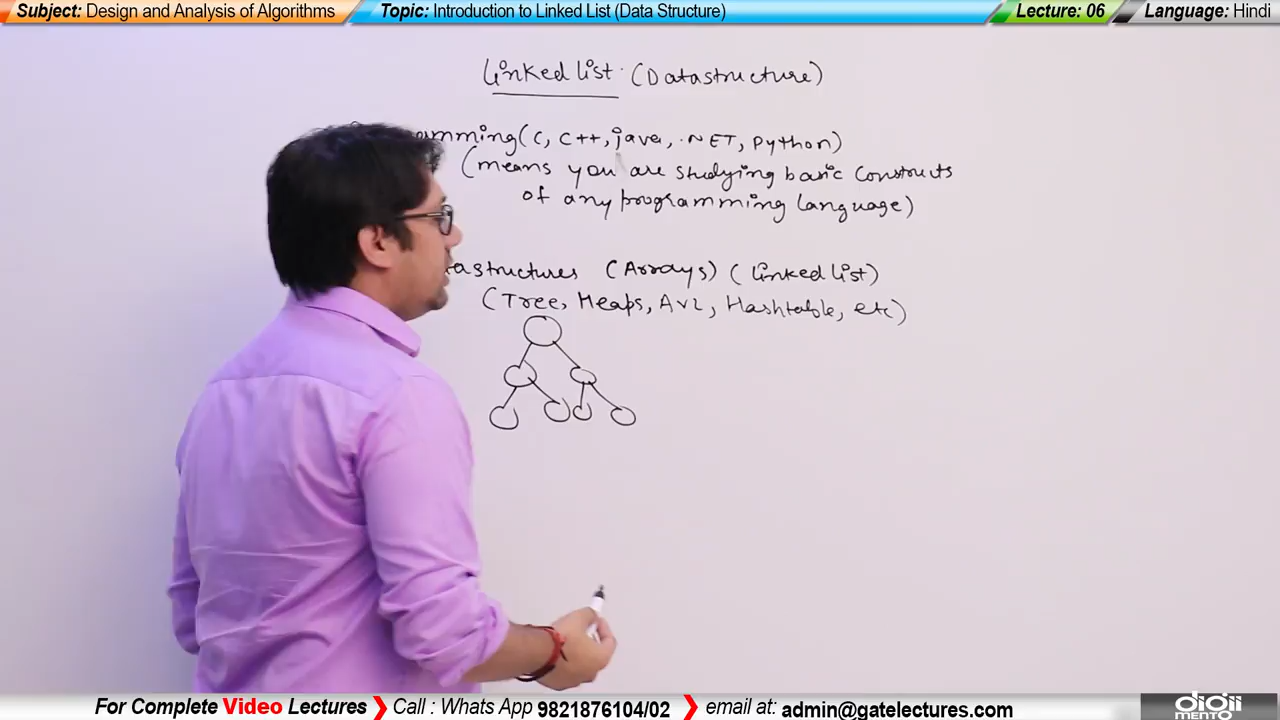 Subject: Design and Analysis of Algorithms
Topic: Introduction to Linked List (Data Structure)
Lecture: 06
Language: Hindi
Linked list (Datastructure)
amming (C, C++, java, .NET, Python)
(means you are studying basic constructs
of any programming language)
astructures (Arrays) (Linked list)
(Tree, Heaps, AVL, Hashtable, etc)
For Complete Video Lectures Call : Whats App 9821876104/02 email at: admin@gatelectures.com
digii
MENTO